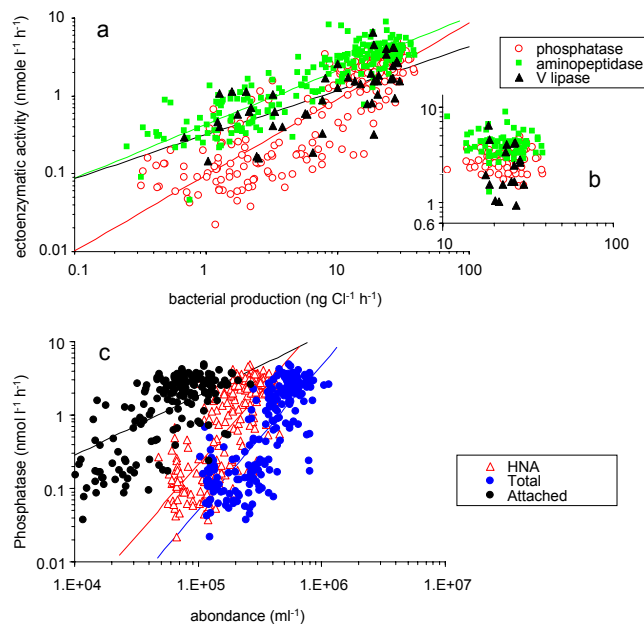 a
ectoenzymatic activity (nmole l-1 h-1)
10
1
0.1
0.01
0.1
1
10
100
bacterial production (ng Cl-1 h-1)
phosphatase
aminopeptidase
V lipase
b
10
1
0.6
10
100
c
Phosphatase (nmol l-1 h-1)
10
1
0.1
0.01
1.E+04
1.E+05
1.E+06
1.E+07
abondance (ml-1)
HNA
Total
Attached